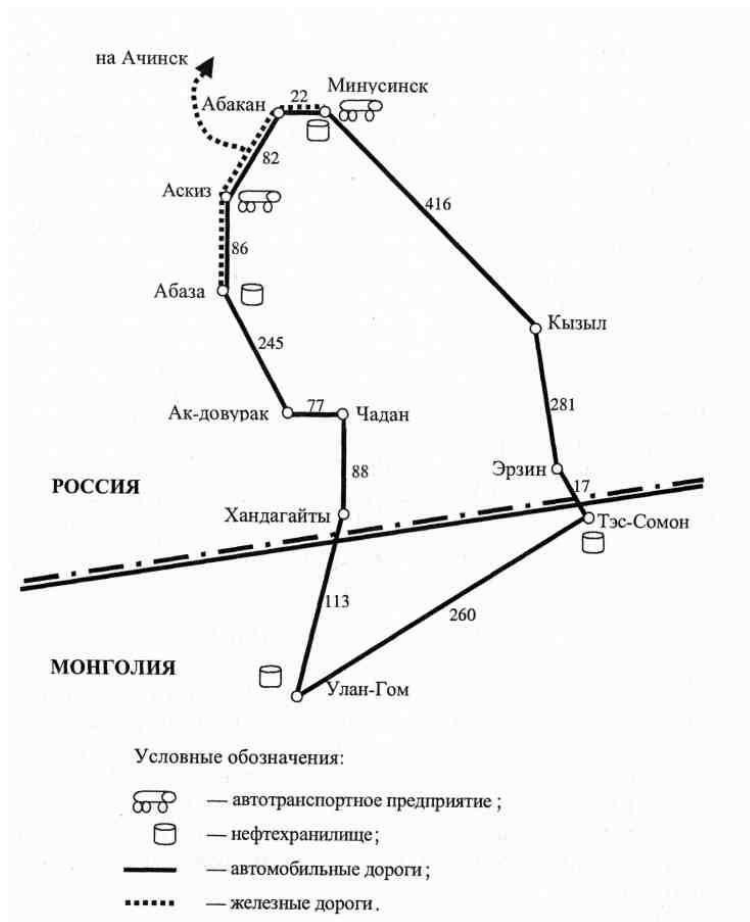 на Ачинск
Минусинск
22
Абакан
82
Аскиз
416
86
Абаза
Кызыл
245
281
77
Ак-довурак
Чадан
Эрзин
88
РОССИЯ
17
Хандагайты
Тэс-Сомон
113
260
МОНГОЛИЯ
Улан-Гом
Условные обозначения:
— автотранспортное предприятие;
— нефтехранилище;
— автомобильные дороги;
— железные дороги.